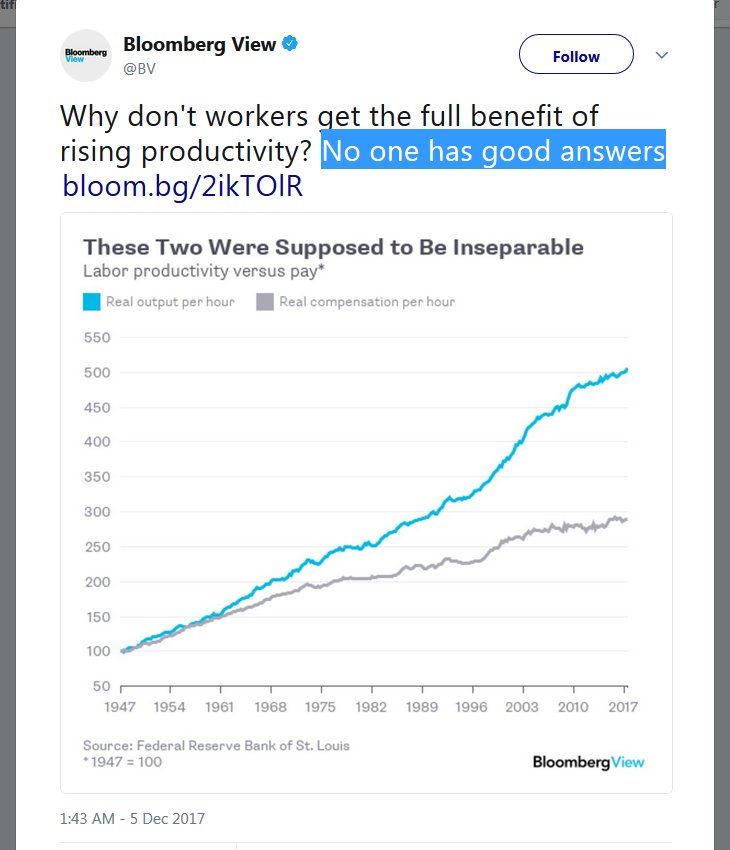 Bloomberg View
Bloomberg View
@BV
Follow
Why don't workers get the full benefit of
rising productivity? No one has good answers
bloom.bg/2ikTOlR
These Two Were Supposed to Be Inseparable
Labor productivity versus pay*
Real output per hour Real compensation per hour
550
500
450
400
350
300
250
200
150
100
50
1947 1954 1961 1968 1975 1982 1989 1996 2003 2010 2017
Source: Federal Reserve Bank of St. Louis
*1947 = 100
BloombergView
1:43 AM - 5 Dec 2017